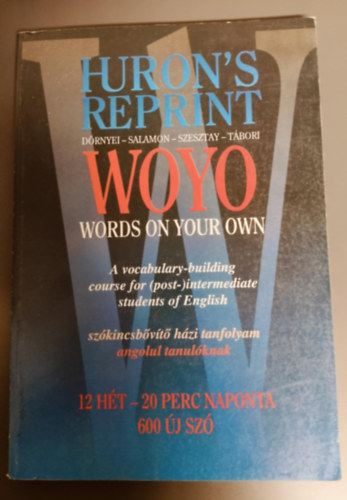 HURON'S
REPRINT
DÖRNYEI – SALAMON – SZESZTAY – TÁBORI
WOYO
WORDS ON YOUR OWN
A vocabulary-building
course for (post-)intermediate
students of English
szókincsbővítő házi tanfolyam
angolul tanulóknak
12 HÉT – 20 PERC NAPONTA
600 ÚJ SZÓ